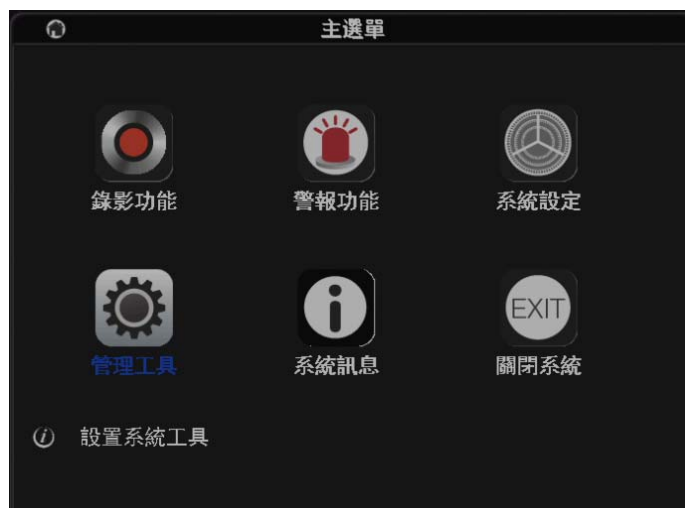 主選單
錄影功能
警報功能
系統設定
管理工具
系統訊息
EXIT
關閉系統
設置系統工具